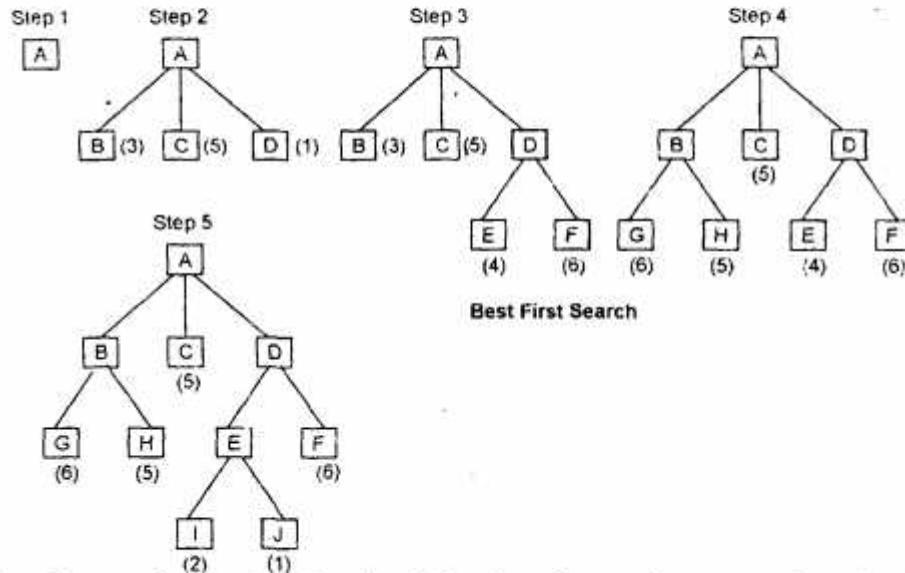 Step 1
Step 2
Step 3
Step 4
A
A
A
A
B (3) C (5) D (1)
B (3) C (5) D
B C D
(5)
E F
(4) (6)
G H E F
(6) (5) (4) (6)
Best First Search
Step 5
A
B C D
(5)
G H E F
(6) (5) (6)
I J
(2) (1)